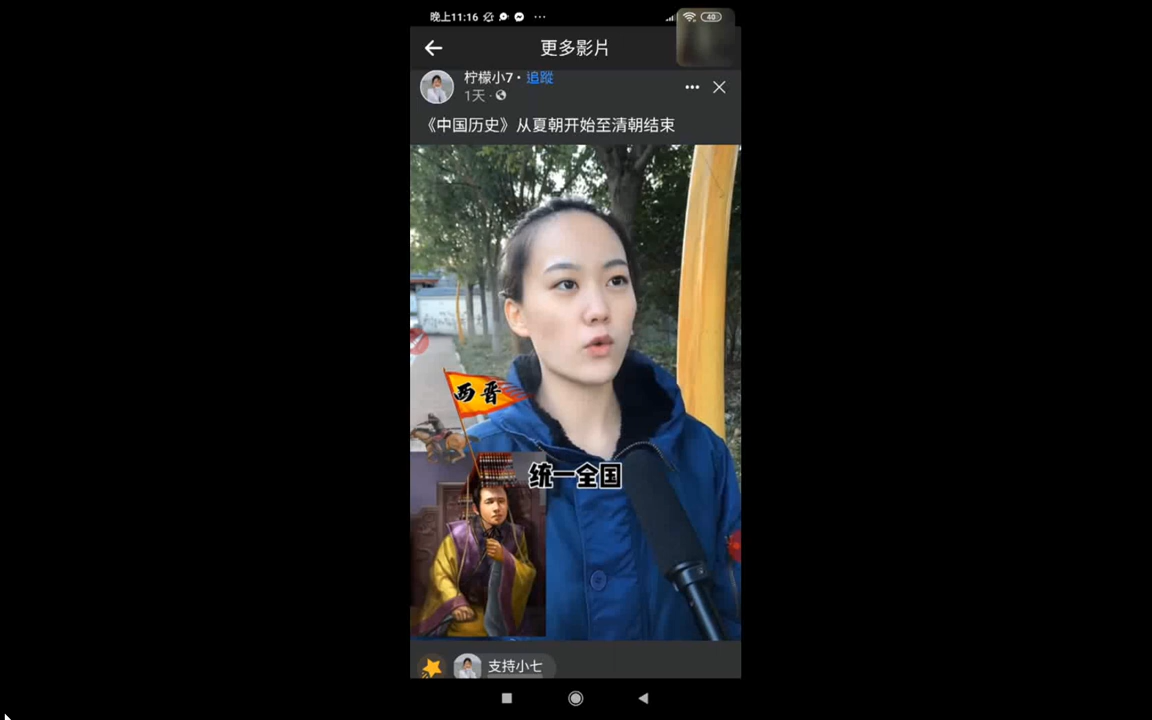 晚上11:16 ··· 40
更多影片
柠檬小7 · 追蹤
1天 ·
《中国历史》从夏朝开始至清朝结束
西晋
统一全国
支持小七